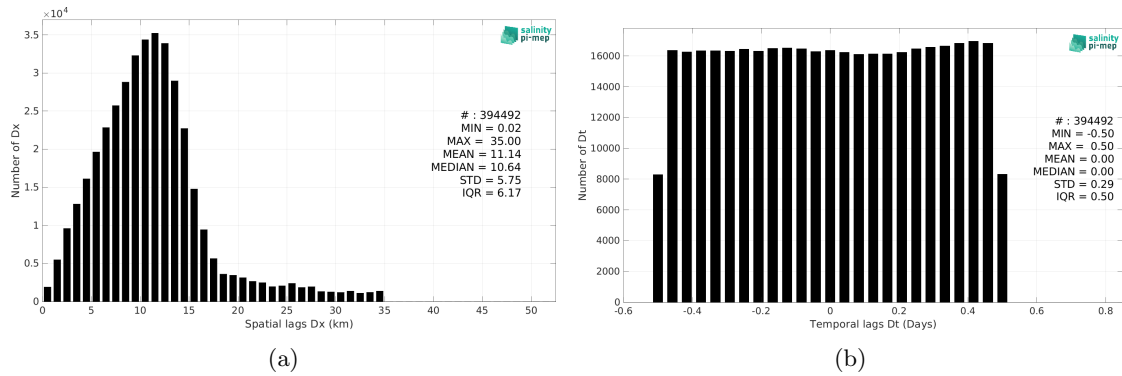 ×10⁴
salinity
pi-mep
3.5
3
2.5
2
1.5
1
0.5
0
Number of Dx
# : 394492
MIN = 0.02
MAX = 35.00
MEAN = 11.14
MEDIAN = 10.64
STD = 5.75
IQR = 6.17
0 5 10 15 20 25 30 35 40 45 50
Spatial lags Dx (km)
(a)
salinity
pi-mep
16000
14000
12000
10000
8000
6000
4000
2000
0
Number of Dt
# : 394492
MIN = -0.50
MAX = 0.50
MEAN = 0.00
MEDIAN = 0.00
STD = 0.29
IQR = 0.50
-0.6 -0.4 -0.2 0 0.2 0.4 0.6 0.8
Temporal lags Dt (Days)
(b)